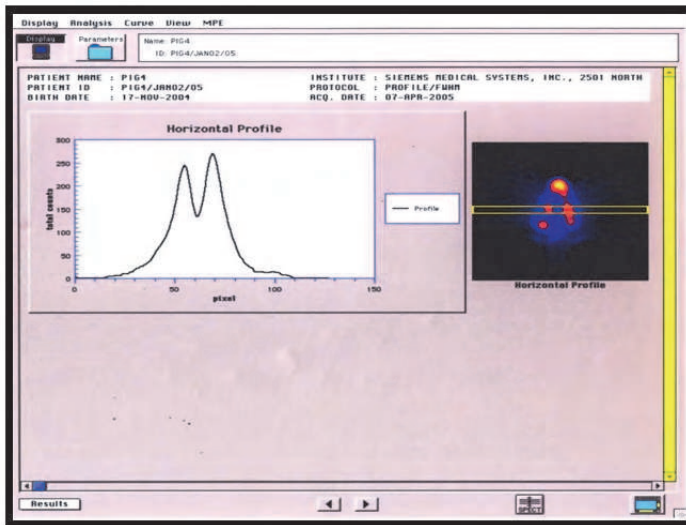 Display Analysis Curve View MPE
Display Parameters
Name: PIG4
ID: PIG4/JAN02/05
PATIENT NAME : PIG4
PATIENT ID : PIG4/JAN02/05
BIRTH DATE : 17-NOV-2004
INSTITUTE : SIEMENS MEDICAL SYSTEMS, INC., 2501 NORTH
PROTOCOL : PROFILE/FWHM
ACQ. DATE : 07-APR-2005
Horizontal Profile
total counts
300
250
200
150
100
50
0
0 50 100 150
pixel
Profile
Horizontal Profile
Results
SPECT